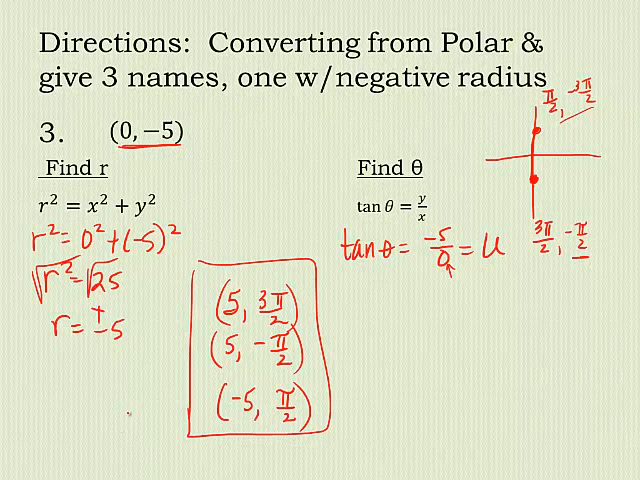 Directions: Converting from Polar &
give 3 names, one w/negative radius
π/2, -3π/2
3. (0, −5)
Find r
Find θ
r² = x² + y²
tan θ = y/x
r² = 0² + (-5)²
tan θ = -5/0 = U
3π/2, -π/2
√r² = √25
r = ± 5
(5, 3π/2)
(5, -π/2)
(-5, π/2)